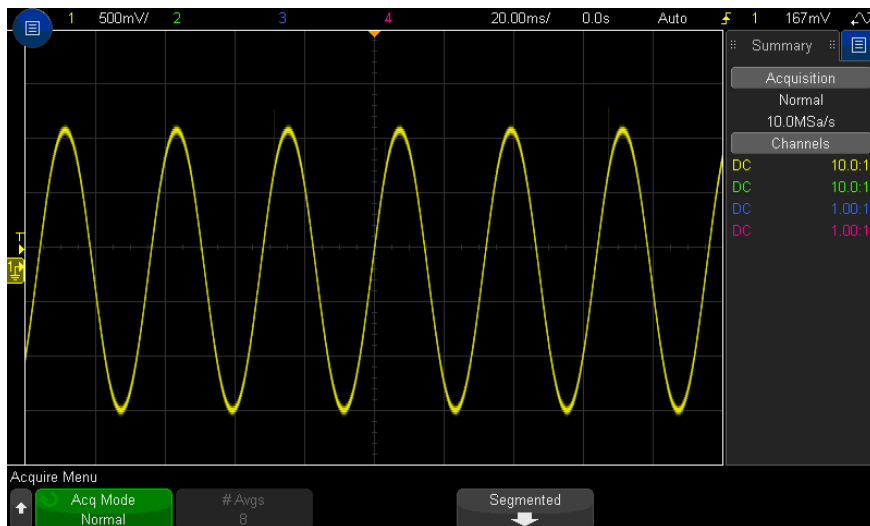 1 500mV/ 2 3 4 20.00ms/ 0.0s Auto 1 167mV
Summary
Acquisition
Normal
10.0MSa/s
Channels
DC 10.0:1
DC 10.0:1
DC 1.00:1
DC 1.00:1
T
1
Acquire Menu
Acq Mode
Normal
# Avgs
8
Segmented